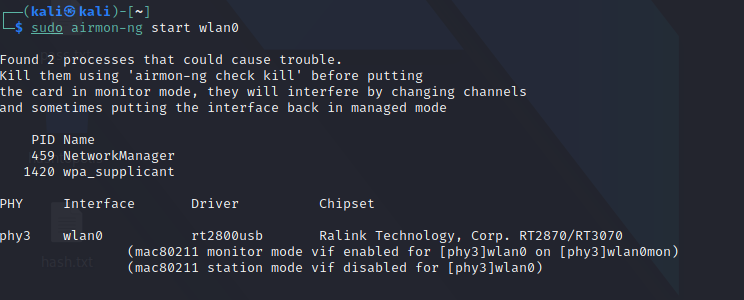 (kali㉿kali)-[~]
$ sudo airmon-ng start wlan0
Found 2 processes that could cause trouble.
Kill them using 'airmon-ng check kill' before putting
the card in monitor mode, they will interfere by changing channels
and sometimes putting the interface back in managed mode
PID Name
459 NetworkManager
1420 wpa_supplicant
PHY Interface Driver Chipset
phy3 wlan0 rt2800usb Ralink Technology, Corp. RT2870/RT3070
(mac80211 monitor mode vif enabled for [phy3]wlan0 on [phy3]wlan0mon)
(mac80211 station mode vif disabled for [phy3]wlan0)
hash.txt